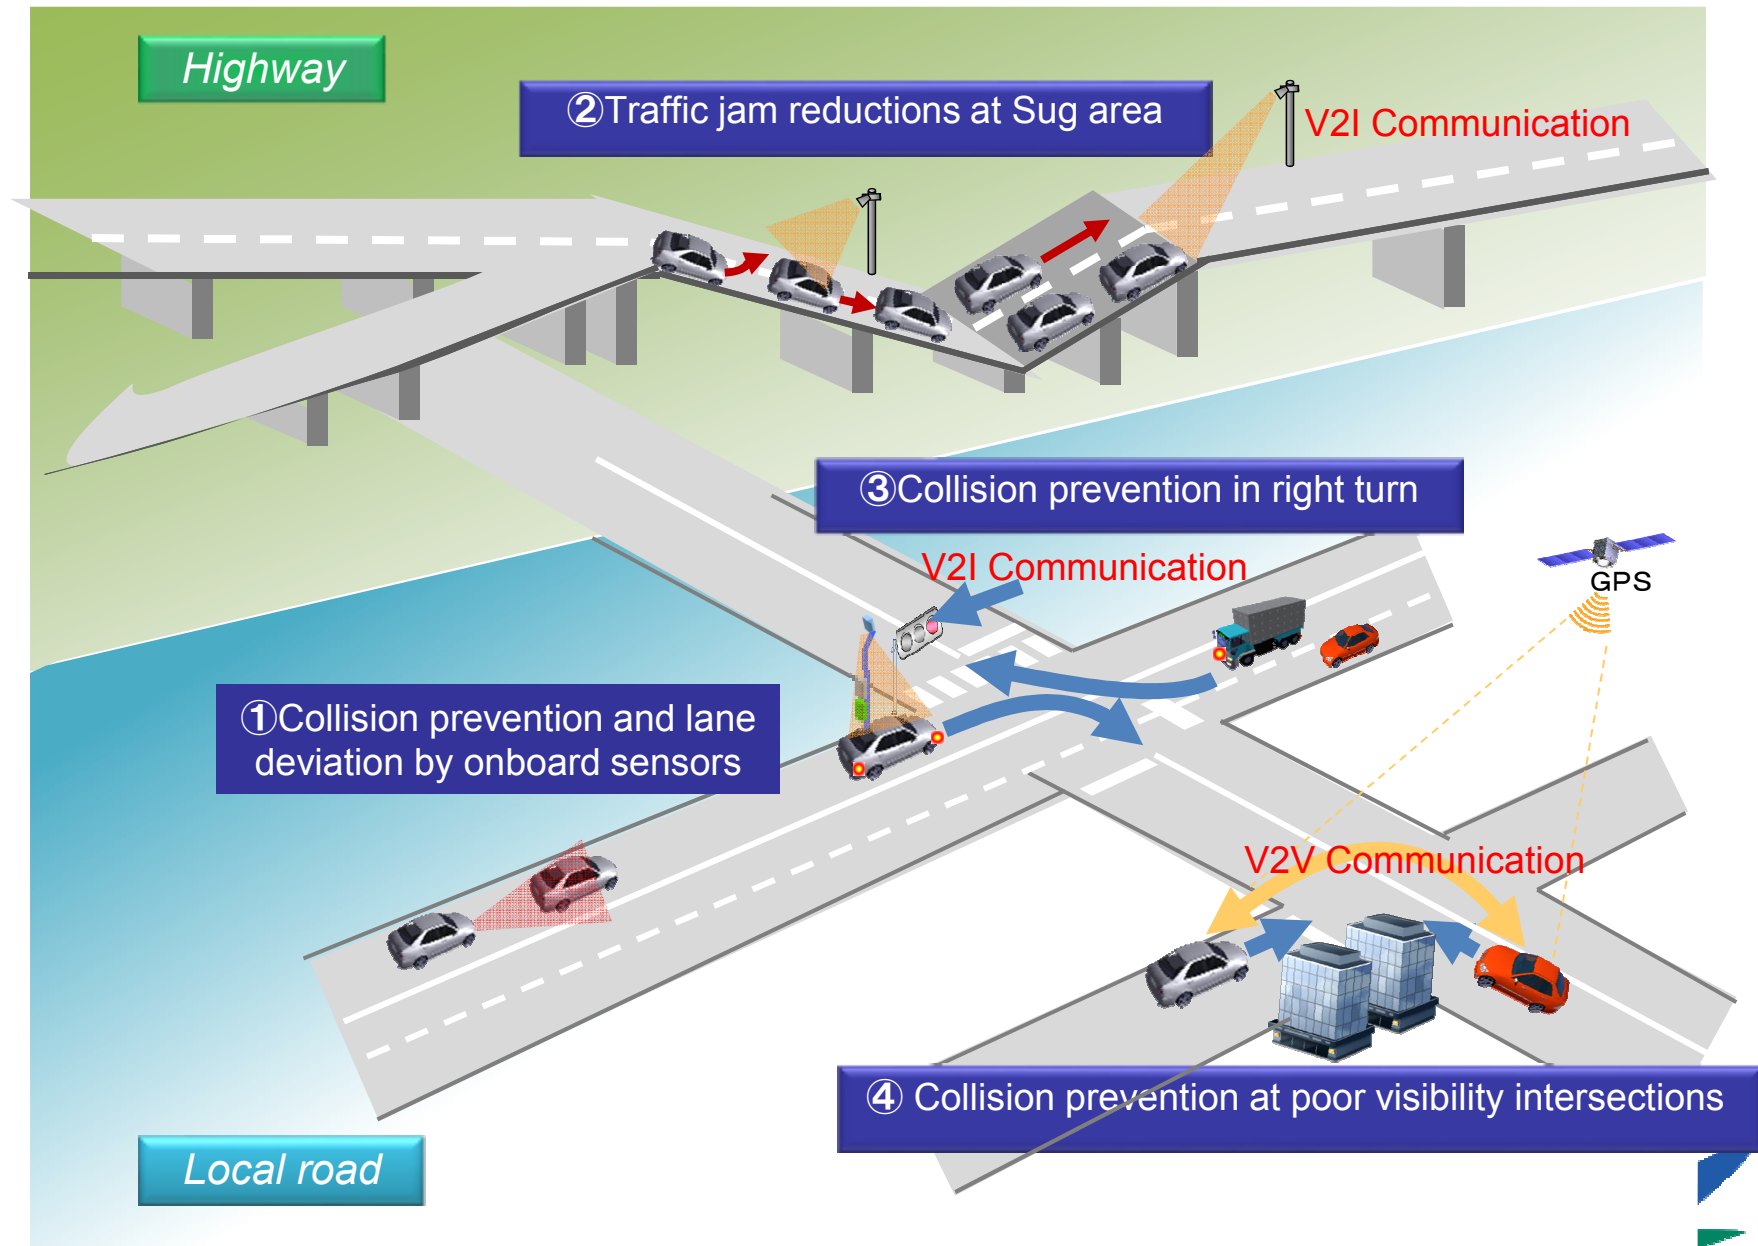 Highway
②Traffic jam reductions at Sug area
V2I Communication
③Collision prevention in right turn
V2I Communication
GPS
①Collision prevention and lane
deviation by onboard sensors
V2V Communication
④ Collision prevention at poor visibility intersections
Local road